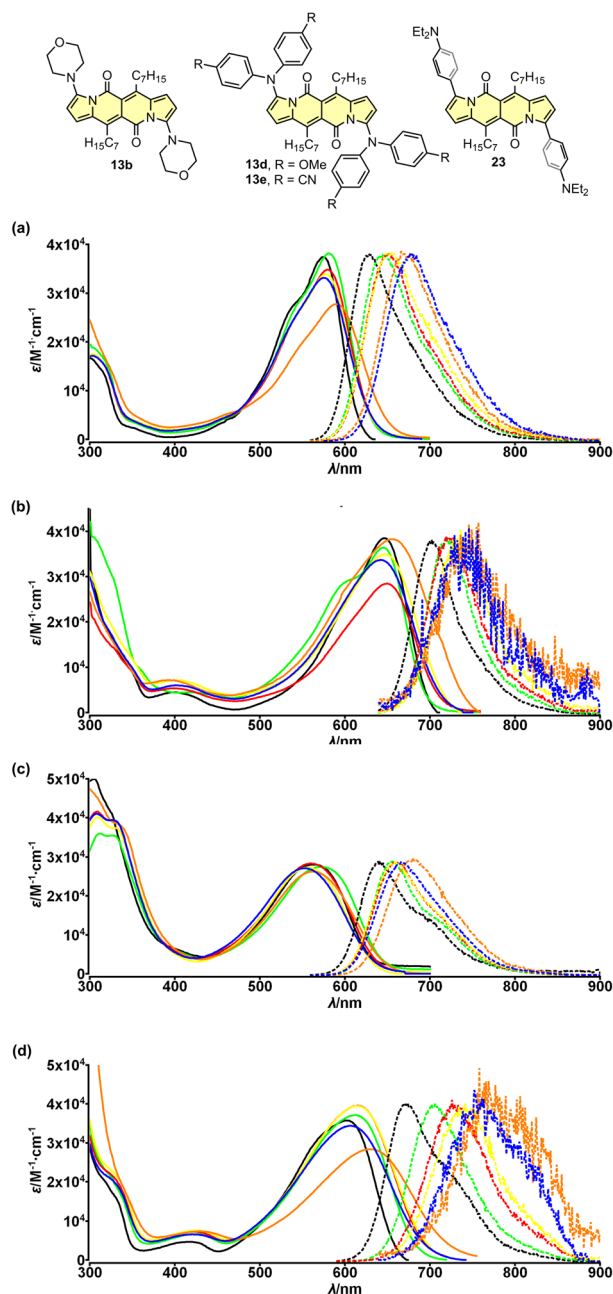 O
N
O
C7H15
N
N
H15C7
O
N
O
13b
R
R
N
O
C7H15
N
N
H15C7
O
N
R
R
13d, R = OMe
13e, R = CN
Et2N
O
C7H15
N
N
H15C7
O
NEt2
23
(a)
4x10⁴
3x10⁴
2x10⁴
1x10⁴
0
ε/M⁻¹·cm⁻¹
300 400 500 600 700 800 900
λ/nm
(b)
4x10⁴
3x10⁴
2x10⁴
1x10⁴
0
ε/M⁻¹·cm⁻¹
300 400 500 600 700 800 900
λ/nm
(c)
5x10⁴
4x10⁴
3x10⁴
2x10⁴
1x10⁴
0
ε/M⁻¹·cm⁻¹
300 400 500 600 700 800 900
λ/nm
(d)
5x10⁴
4x10⁴
3x10⁴
2x10⁴
1x10⁴
0
ε/M⁻¹·cm⁻¹
300 400 500 600 700 800 900
λ/nm